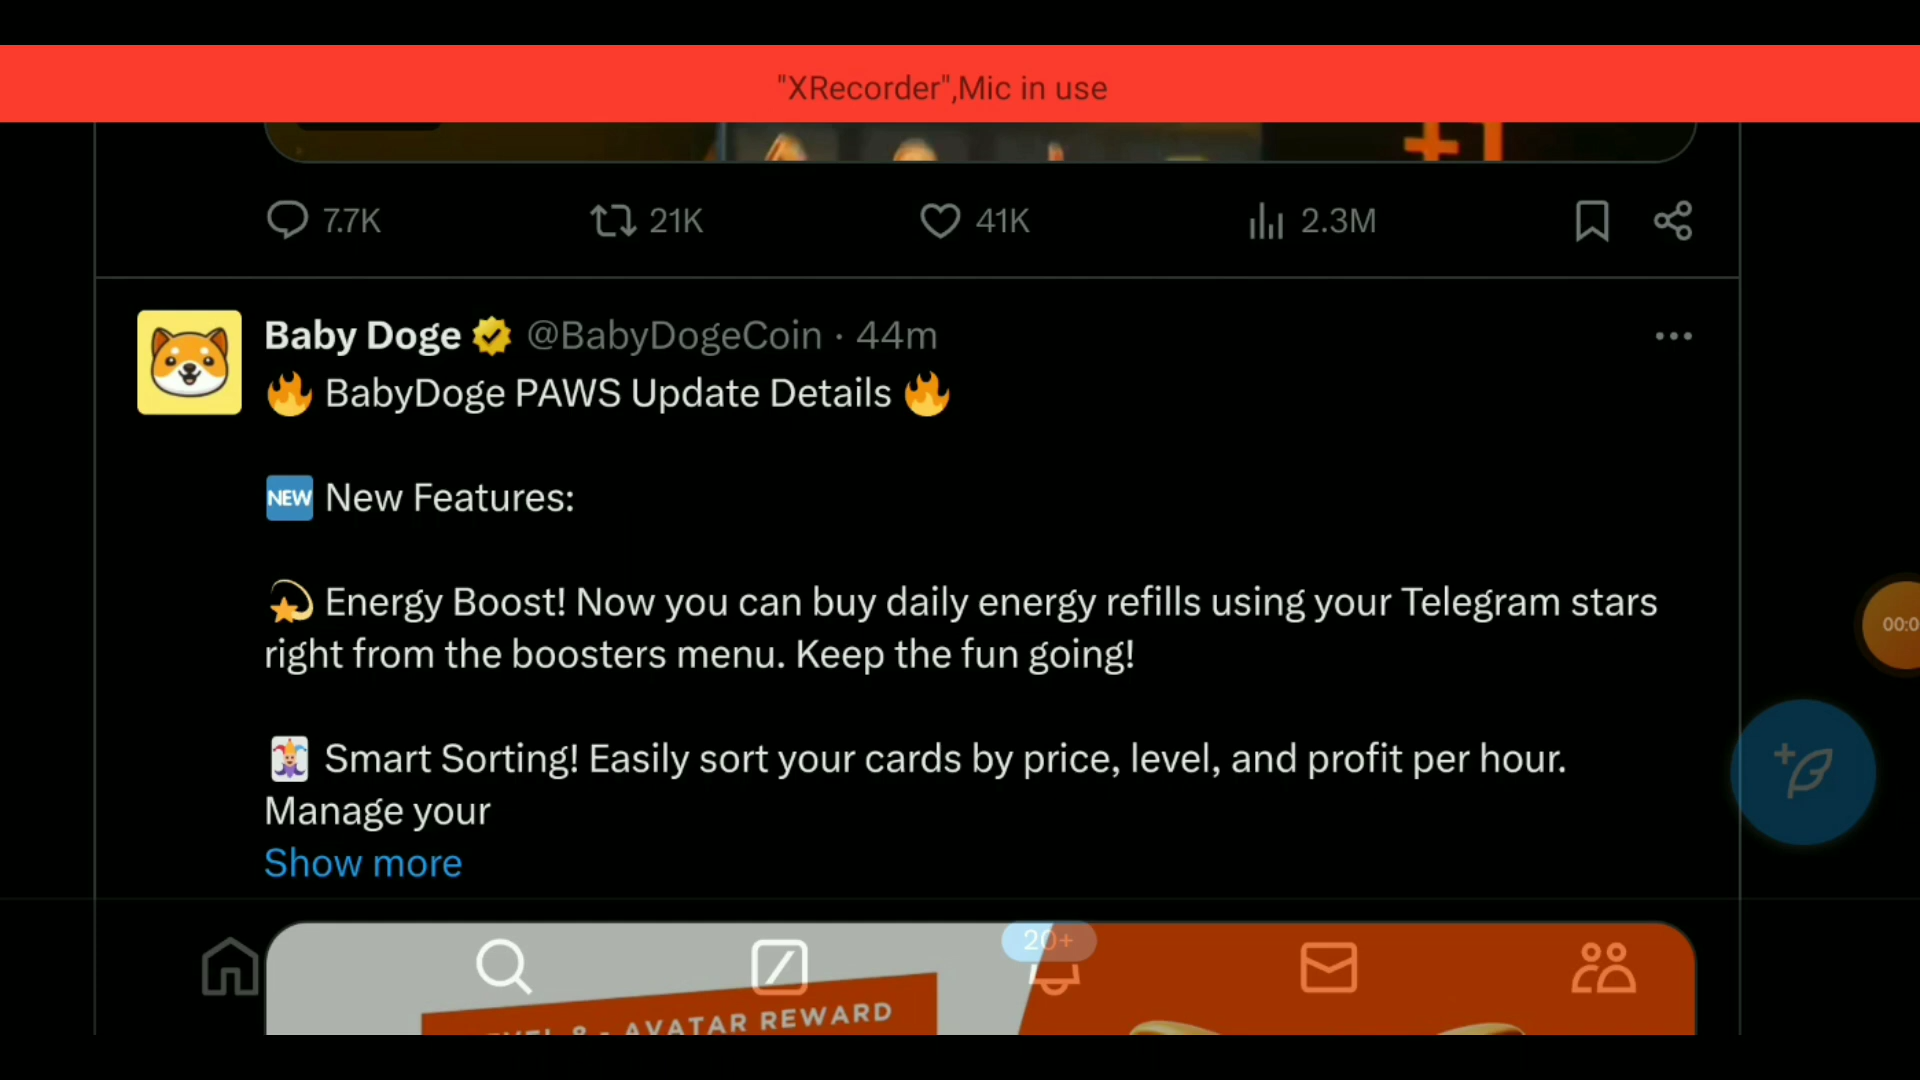 "XRecorder",Mic in use
7.7K 21K 41K 2.3M
Baby Doge @BabyDogeCoin · 44m
🔥 BabyDoge PAWS Update Details 🔥
🆕 New Features:
💫 Energy Boost! Now you can buy daily energy refills using your Telegram stars
right from the boosters menu. Keep the fun going!
🃏 Smart Sorting! Easily sort your cards by price, level, and profit per hour.
Manage your
Show more
20+
AVATAR REWARD